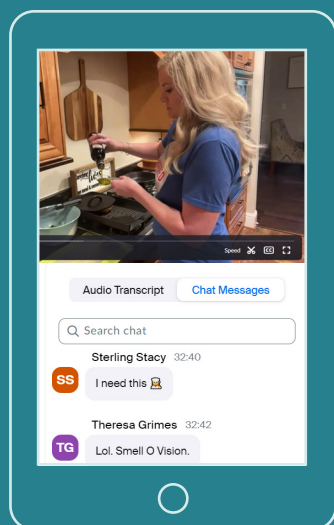 Speed
CC
Audio Transcript Chat Messages
Search chat
Sterling Stacy 32:40
SS
I need this
Theresa Grimes 32:42
TG
Lol. Smell O Vision.